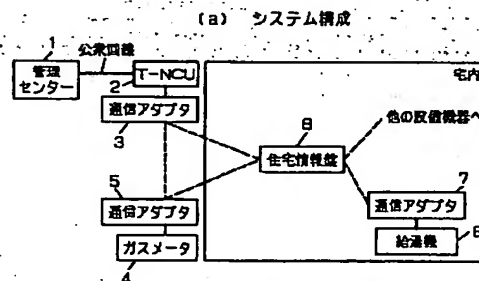 (a) システム構成
1
公衆回線
管理
センター
2
T-NCU
通信アダプタ
3
宅内
8
住宅情報盤
他の設備機器へ
7
通信アダプタ
給湯機
6
5
通信アダプタ
ガスメータ
4